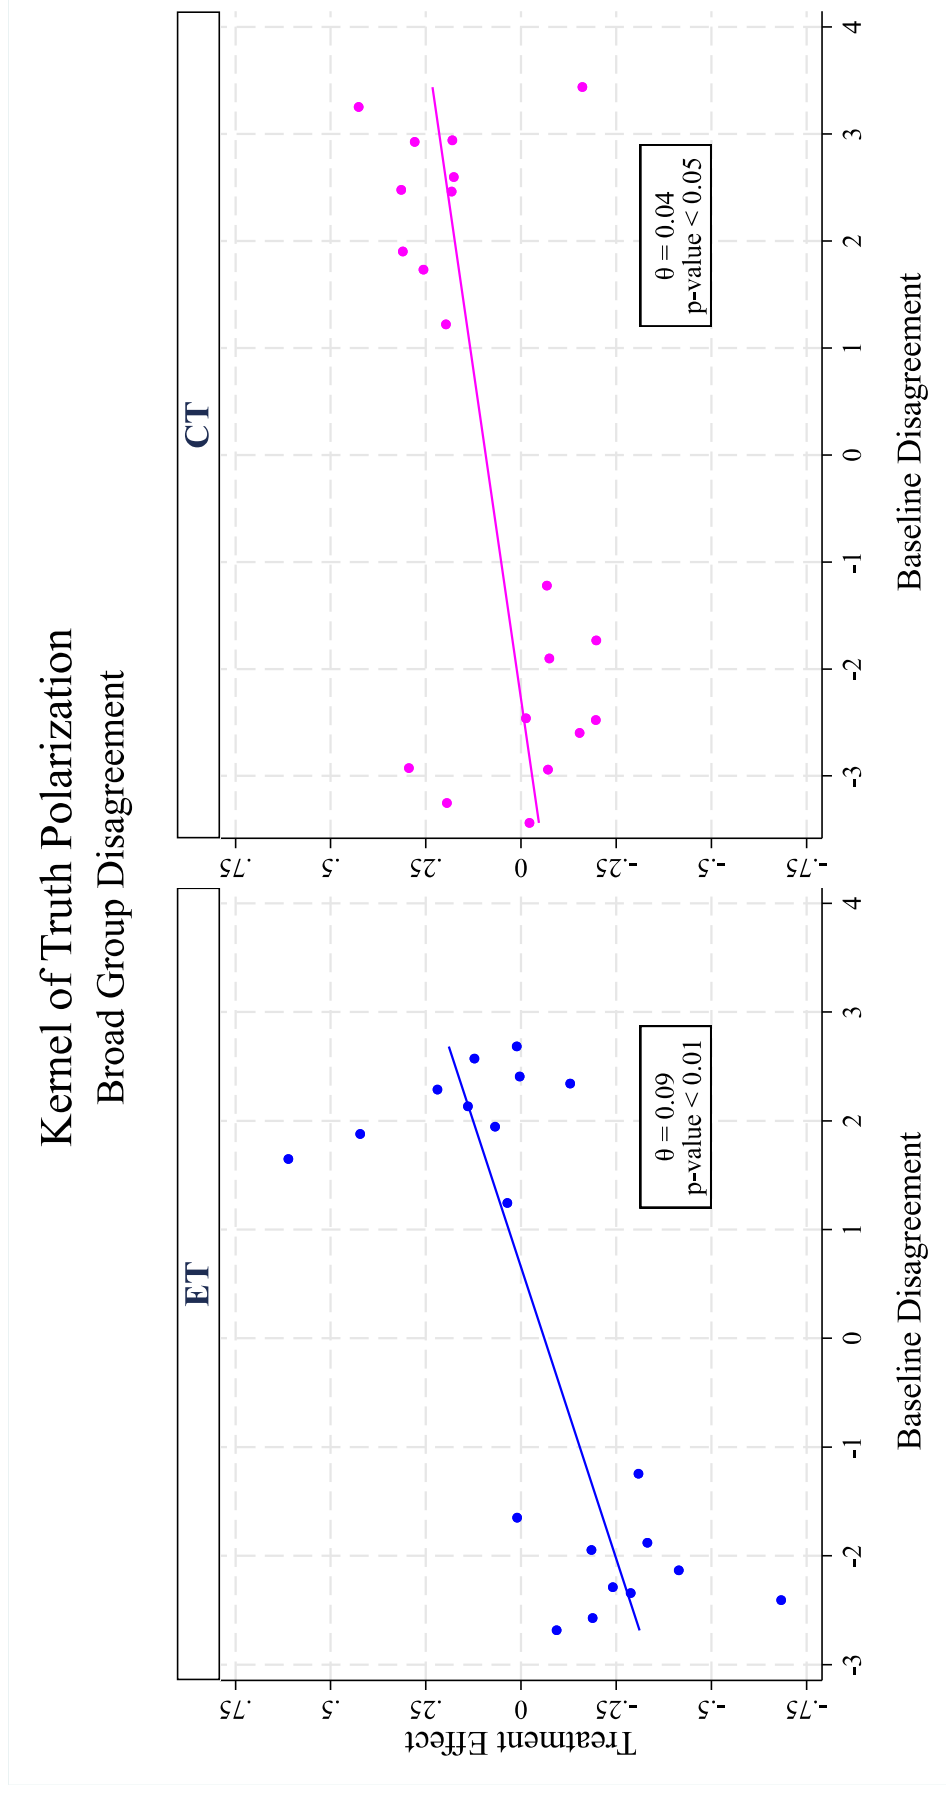 Kernel of Truth Polarization
Broad Group Disagreement
ET
CT
Treatment Effect
.75
.5
.25
0
-.25
-.5
-.75
θ = 0.09
p-value < 0.01
-3
-2
-1
0
1
2
3
4
Baseline Disagreement
.75
.5
.25
0
-.25
-.5
-.75
θ = 0.04
p-value < 0.05
-3
-2
-1
0
1
2
3
4
Baseline Disagreement